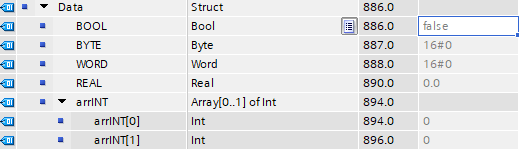 Data Struct 886.0
BOOL Bool 886.0 false
BYTE Byte 887.0 16#0
WORD Word 888.0 16#0
REAL Real 890.0 0.0
arrINT Array[0..1] of Int 894.0
arrINT[0] Int 894.0 0
arrINT[1] Int 896.0 0